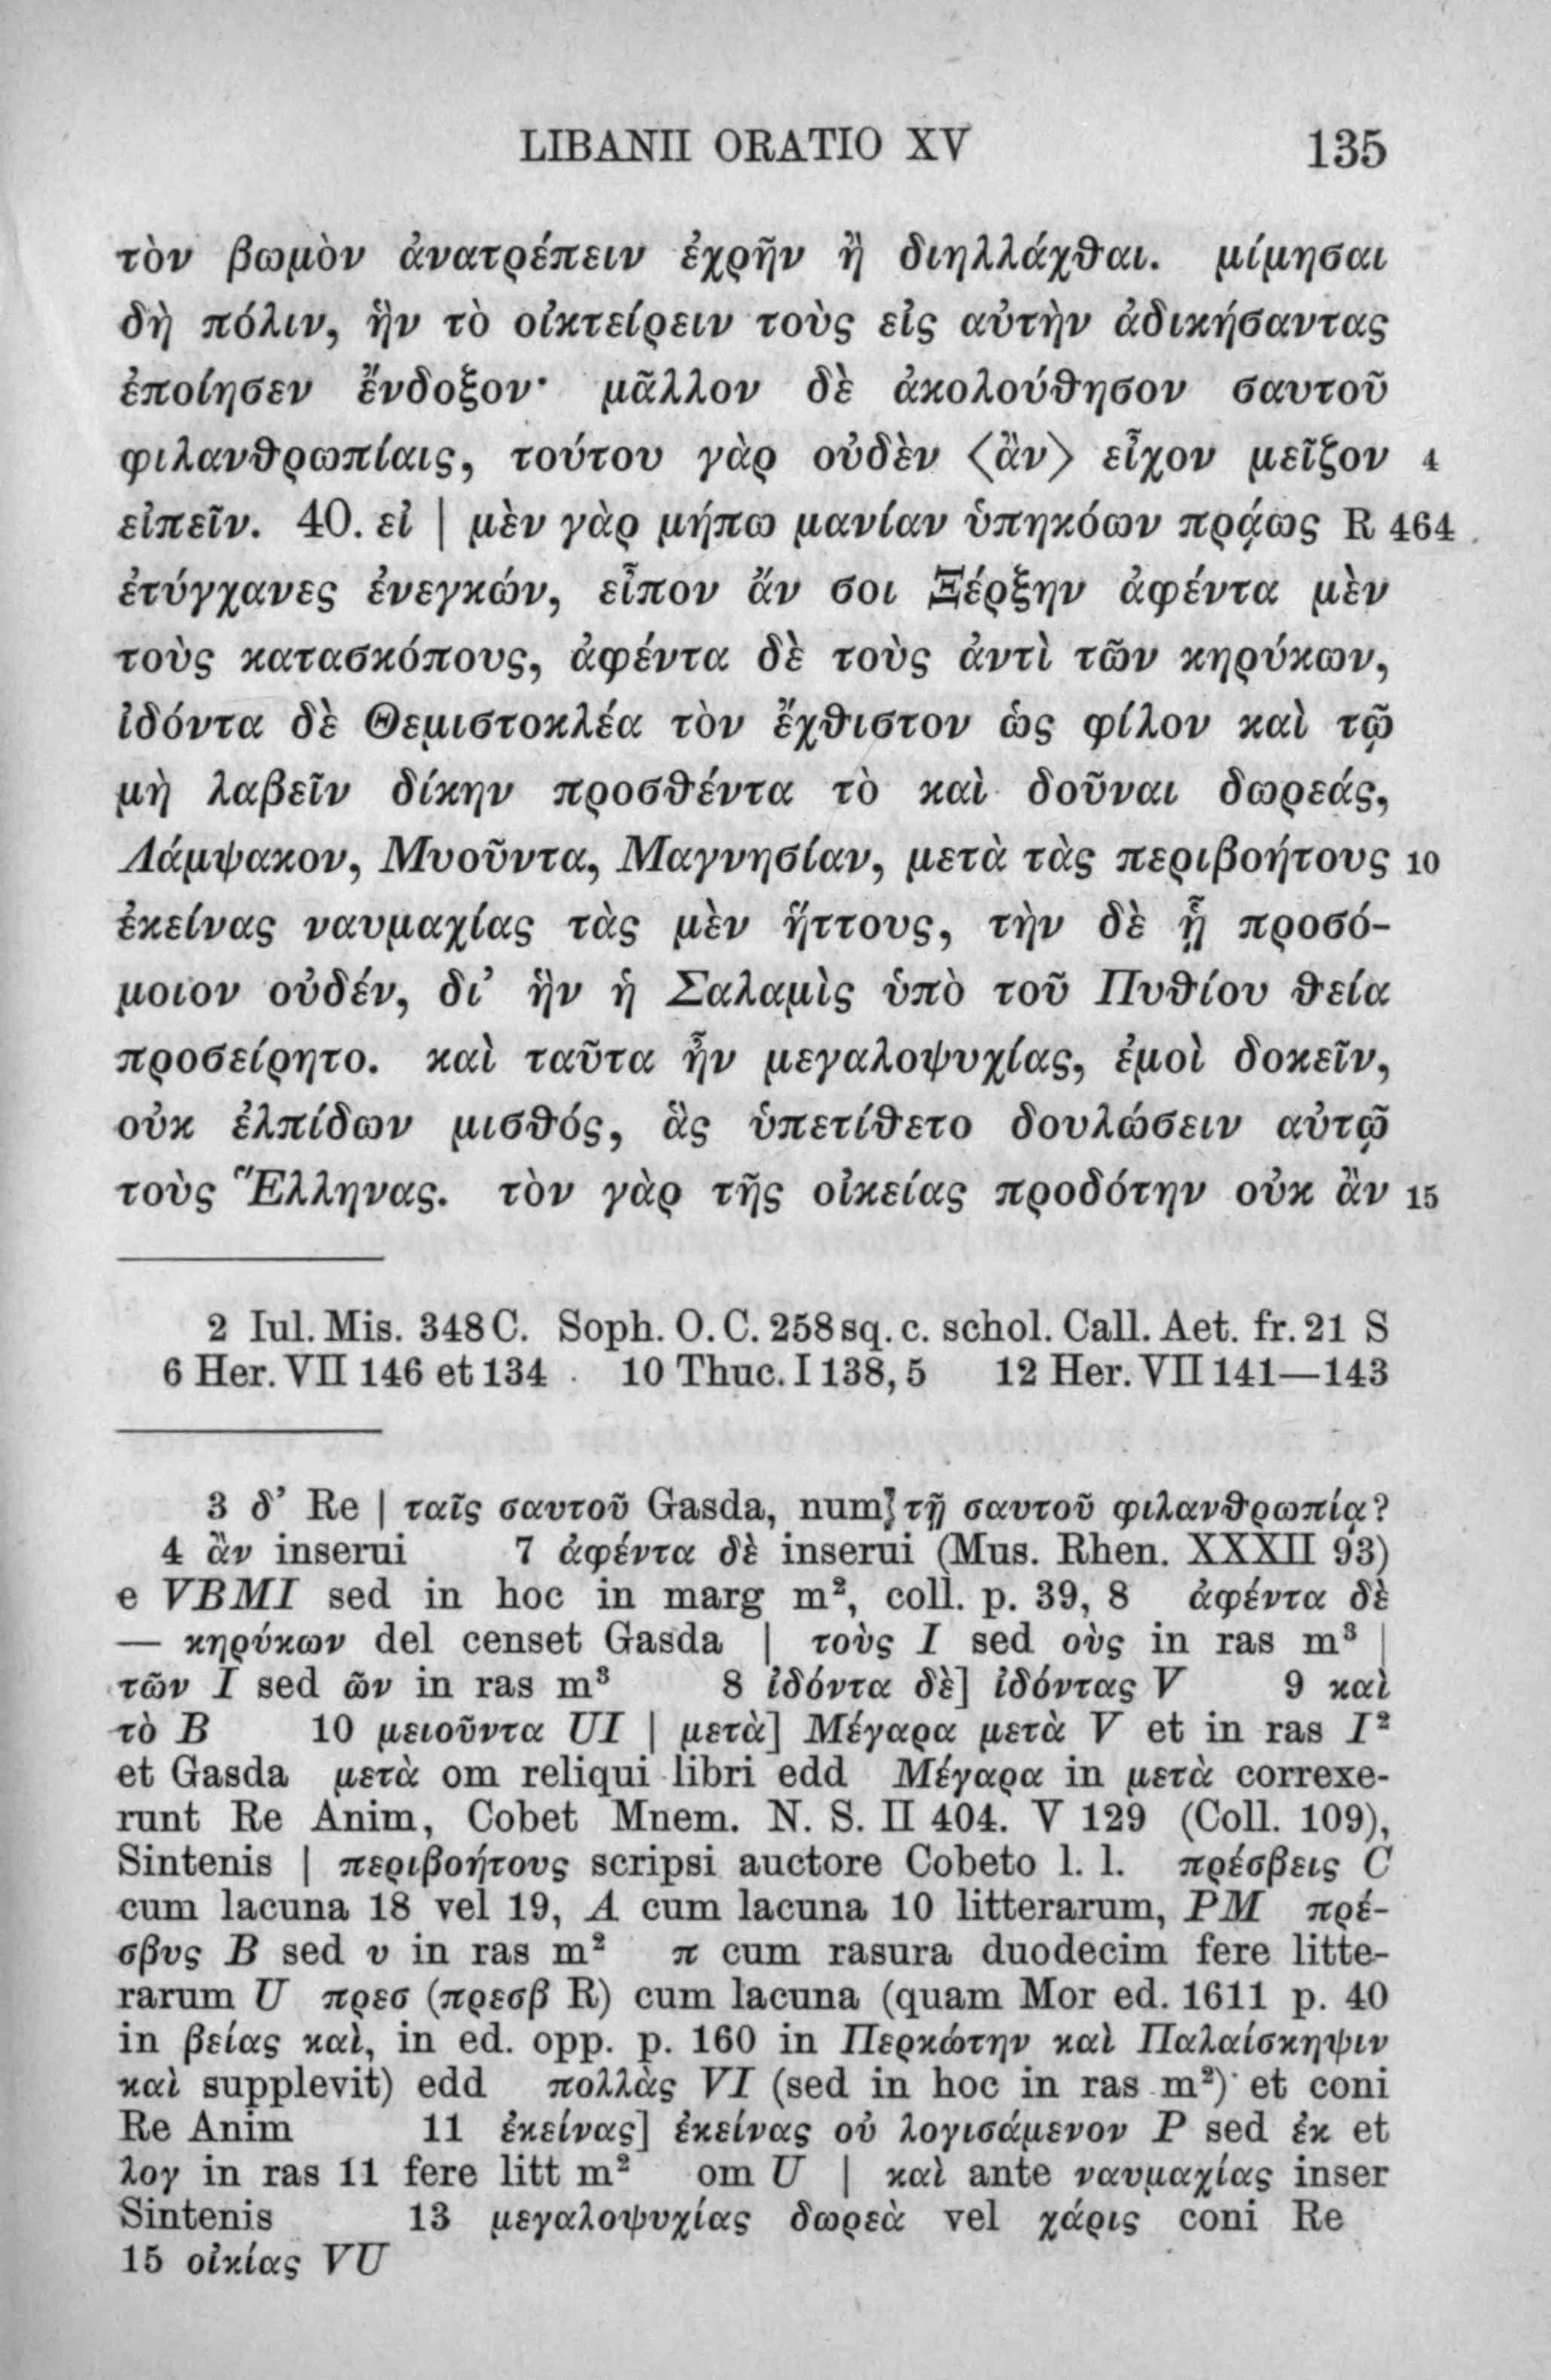 LIBANII ORATIO XV 135
τὸν βωμὸν ἀνατρέπειν ἐχρῆν ἢ διηλλάχθαι. μίμησαι
δὴ πόλιν, ἣν τὸ οἰκτείρειν τοὺς εἰς αὐτὴν ἀδικήσαντας
ἐποίησεν ἔνδοξον· μᾶλλον δὲ ἀκολούθησον σαυτοῦ
φιλανθρωπίαις, τούτου γὰρ οὐδὲν ⟨ἂν⟩ εἶχον μεῖζον 4
εἰπεῖν. 40. εἰ | μὲν γὰρ μήπω μανίαν ὑπηκόων πρᾴως R 464
ἐτύγχανες ἐνεγκών, εἶπον ἄν σοι Ξέρξην ἀφέντα μὲν
τοὺς κατασκόπους, ἀφέντα δὲ τοὺς ἀντὶ τῶν κηρύκων,
ἰδόντα δὲ Θεμιστοκλέα τὸν ἔχθιστον ὡς φίλον καὶ τῷ
μὴ λαβεῖν δίκην προσθέντα τὸ καὶ δοῦναι δωρεάς,
Λάμψακον, Μυοῦντα, Μαγνησίαν, μετὰ τὰς περιβοήτους 10
ἐκείνας ναυμαχίας τὰς μὲν ἥττους, τὴν δὲ ᾗ προσό-
μοιον οὐδέν, δι’ ἣν ἡ Σαλαμὶς ὑπὸ τοῦ Πυθίου θεία
προσείρητο. καὶ ταῦτα ἦν μεγαλοψυχίας, ἐμοὶ δοκεῖν,
οὐκ ἐλπίδων μισθός, ἃς ὑπετίθετο δουλώσειν αὐτῷ
τοὺς Ἕλληνας. τὸν γὰρ τῆς οἰκείας προδότην οὐκ ἂν 15
2 Iul. Mis. 348 C. Soph. O. C. 258 sq. c. schol. Call. Aet. fr. 21 S
6 Her. VII 146 et 134 10 Thuc. I 138, 5 12 Her. VII 141—143
3 δ’ Re | ταῖς σαυτοῦ Gasda, num τῇ σαυτοῦ φιλανθρωπίᾳ?
4 ἂν inserui 7 ἀφέντα δὲ inserui (Mus. Rhen. XXXII 93)
e VBMI sed in hoc in marg m², coll. p. 39, 8 ἀφέντα δὲ
— κηρύκων del censet Gasda | τοὺς I sed οὺς in ras m³ |
τῶν I sed ῶν in ras m³ 8 ἰδόντα δὲ] ἰδόντας V 9 καὶ
τὸ B 10 μειοῦντα UI | μετὰ] Μέγαρα μετὰ V et in ras I²
et Gasda μετὰ om reliqui libri edd Μέγαρα in μετὰ correxe-
runt Re Anim, Cobet Mnem. N. S. II 404. V 129 (Coll. 109),
Sintenis | περιβοήτους scripsi auctore Cobeto l. l. πρέσβεις C
cum lacuna 18 vel 19, A cum lacuna 10 litterarum, PM πρέ-
σβυς B sed υ in ras m² π cum rasura duodecim fere litte-
rarum U πρεσ (πρεσβ R) cum lacuna (quam Mor ed. 1611 p. 40
in βείας καὶ, in ed. opp. p. 160 in Περκώτην καὶ Παλαίσκηψιν
καὶ supplevit) edd πολλὰς VI (sed in hoc in ras m²) et coni
Re Anim 11 ἐκείνας] ἐκείνας οὐ λογισάμενον P sed ἐκ et
λογ in ras 11 fere litt m² om U | καὶ ante ναυμαχίας inser
Sintenis 13 μεγαλοψυχίας δωρεὰ vel χάρις coni Re
15 οἰκίας VU